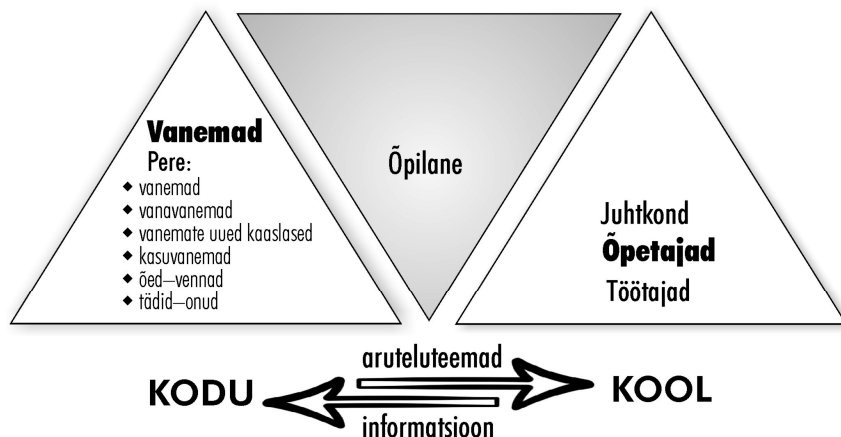 Vanemad
Pere:
◆ vanemad
◆ vanavanemad
◆ vanemate uued kaaslased
◆ kasuvanemad
◆ õed–vennad
◆ tädid–onud
Õpilane
Juhtkond
Õpetajad
Töötajad
aruteluteemad
KODU
KOOL
informatsioon